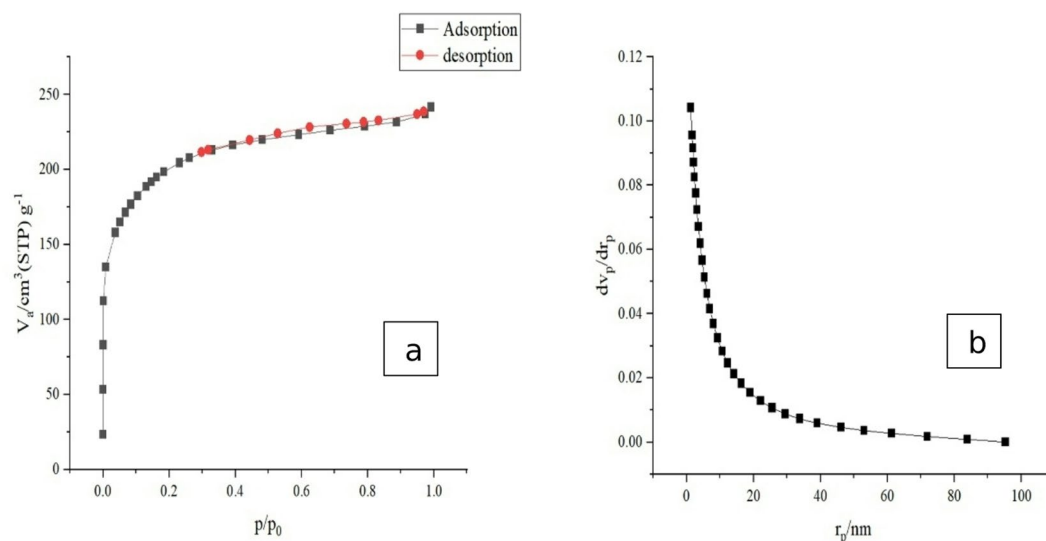 Adsorption
desorption
250
200
150
100
50
0
0.0 0.2 0.4 0.6 0.8 1.0
Vₐ/cm³(STP) g⁻¹
p/p₀
a
0.12
0.10
0.08
0.06
0.04
0.02
0.00
0 20 40 60 80 100
dvₚ/drₚ
rₚ/nm
b